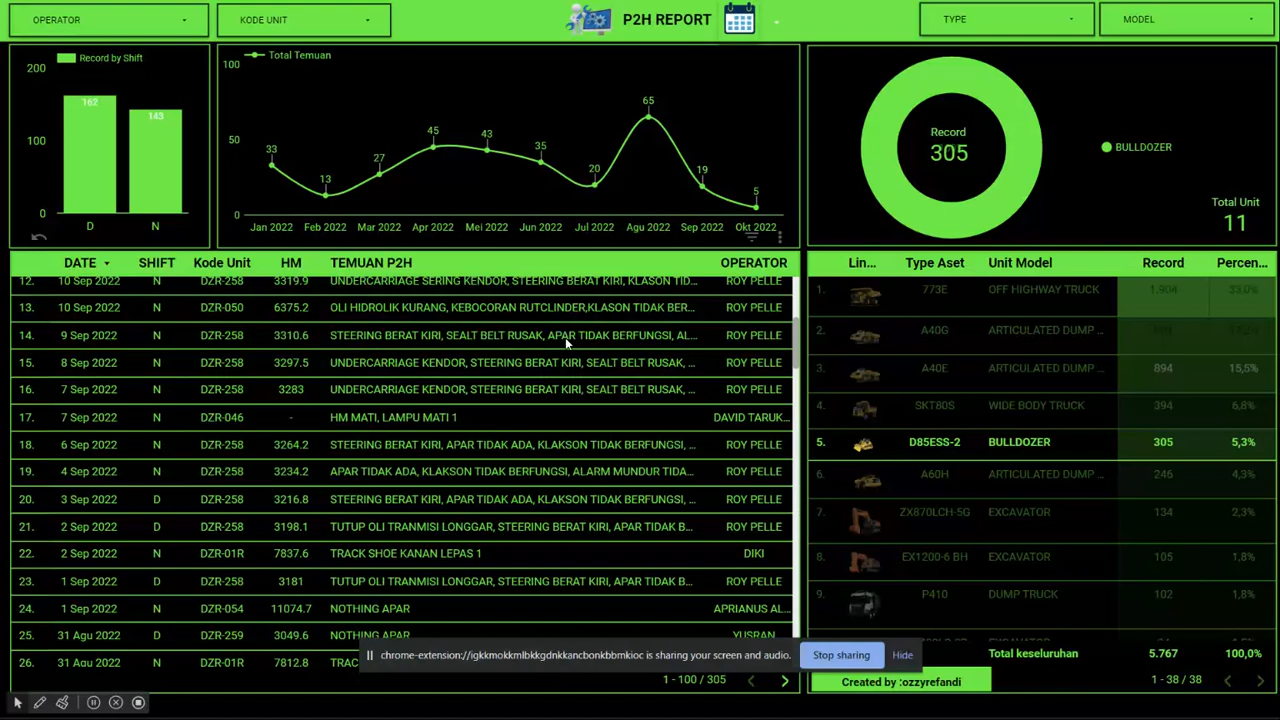 OPERATOR
KODE UNIT
P2H REPORT
TYPE
MODEL
Record by Shift
200
100
0
162
143
D
N
Total Temuan
100
50
0
33
13
27
45
43
35
20
65
19
5
Jan 2022 Feb 2022 Mar 2022 Apr 2022 Mei 2022 Jun 2022 Jul 2022 Agu 2022 Sep 2022 Okt 2022
Record
305
BULLDOZER
Total Unit
11
DATE SHIFT Kode Unit HM TEMUAN P2H OPERATOR
12. 10 Sep 2022 N DZR-258 3319.9 UNDERCARRIAGE SERING KENDOR, STEERING BERAT KIRI, KLASON TID... ROY PELLE
13. 10 Sep 2022 N DZR-050 6375.2 OLI HIDROLIK KURANG, KEBOCORAN RUTCLINDER,KLASON TIDAK BER... ROY PELLE
14. 9 Sep 2022 N DZR-258 3310.6 STEERING BERAT KIRI, SEALT BELT RUSAK, APAR TIDAK BERFUNGSI, AL... ROY PELLE
15. 8 Sep 2022 N DZR-258 3297.5 UNDERCARRIAGE KENDOR, STEERING BERAT KIRI, SEALT BELT RUSAK, ... ROY PELLE
16. 7 Sep 2022 N DZR-258 3283 UNDERCARRIAGE KENDOR, STEERING BERAT KIRI, SEALT BELT RUSAK, ... ROY PELLE
17. 7 Sep 2022 N DZR-046 - HM MATI, LAMPU MATI 1 DAVID TARUK...
18. 6 Sep 2022 N DZR-258 3264.2 STEERING BERAT KIRI, APAR TIDAK ADA, KLAKSON TIDAK BERFUNGSI, ... ROY PELLE
19. 4 Sep 2022 N DZR-258 3234.2 APAR TIDAK ADA, KLAKSON TIDAK BERFUNGSI, ALARM MUNDUR TIDA... ROY PELLE
20. 3 Sep 2022 D DZR-258 3216.8 STEERING BERAT KIRI, APAR TIDAK ADA, KLAKSON TIDAK BERFUNGSI, ... ROY PELLE
21. 2 Sep 2022 D DZR-258 3198.1 TUTUP OLI TRANMISI LONGGAR, STEERING BERAT KIRI, APAR TIDAK B... ROY PELLE
22. 2 Sep 2022 N DZR-01R 7837.6 TRACK SHOE KANAN LEPAS 1 DIKI
23. 1 Sep 2022 D DZR-258 3181 TUTUP OLI TRANMISI LONGGAR, STEERING BERAT KIRI, APAR TIDAK B... ROY PELLE
24. 1 Sep 2022 N DZR-054 11074.7 NOTHING APAR APRIANUS AL...
25. 31 Agu 2022 D DZR-259 3049.6 NOTHING APAR YUSRAN
26. 31 Agu 2022 N DZR-01R 7812.8 TRAC
1 - 100 / 305
Lin... Type Aset Unit Model Record Percen...
1. 773E OFF HIGHWAY TRUCK 1.904 33,0%
2. A40G ARTICULATED DUMP ...
3. A40E ARTICULATED DUMP ... 894 15,5%
4. SKT80S WIDE BODY TRUCK 394 6,8%
5. D85ESS-2 BULLDOZER 305 5,3%
6. A60H ARTICULATED DUMP ... 246 4,3%
7. ZX870LCH-5G EXCAVATOR 134 2,3%
8. EX1200-6 BH EXCAVATOR 105 1,8%
9. P410 DUMP TRUCK 102 1,8%
Total keseluruhan 5.767 100,0%
1 - 38 / 38
Created by :ozzyrefandi
chrome-extension://igkkmokkmlbkkgdnkkancbonkbbmkioc is sharing your screen and audio.
Stop sharing
Hide